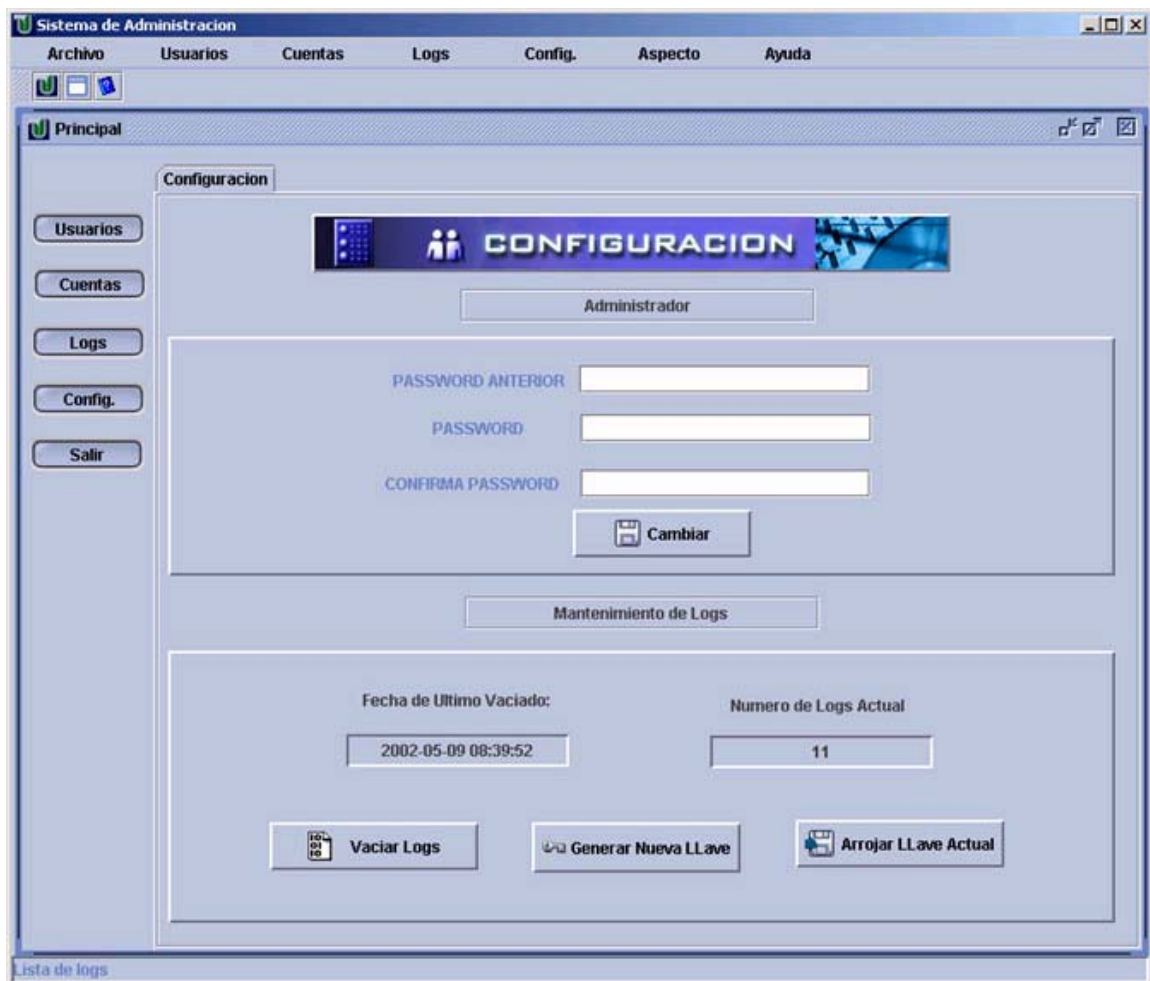 Sistema de Administracion
Archivo Usuarios Cuentas Logs Config. Aspecto Ayuda
Principal
Configuracion
Usuarios
Cuentas
Logs
Config.
Salir
CONFIGURACION
Administrador
PASSWORD ANTERIOR
PASSWORD
CONFIRMA PASSWORD
Cambiar
Mantenimiento de Logs
Fecha de Ultimo Vaciado:
Numero de Logs Actual
2002-05-09 08:39:52
11
Vaciar Logs
Generar Nueva LLave
Arrojar LLave Actual
Lista de logs